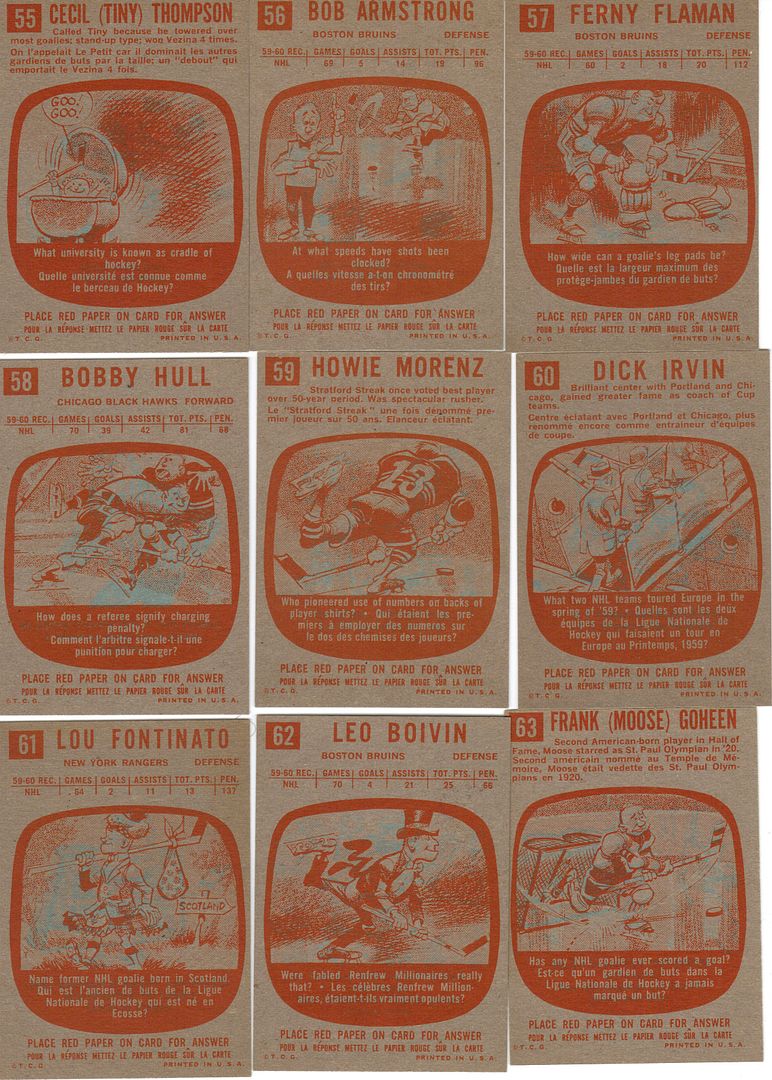 55 CECIL (TINY) THOMPSON
Called Tiny because he towered over
most goalies; stand-up type; won Vezina 4 times.
On l'appelait Le Petit car il dominait les autres
gardiens de buts par la taille; un "debout" qui
emportait le Vezina 4 fois.
GOO.
GOO!
What university is known as cradle of
hockey?
Quelle université est connue comme
le berceau de Hockey?
PLACE RED PAPER ON CARD FOR ANSWER
POUR LA RÉPONSE METTEZ LE PAPIER ROUGE SUR LA CARTE
©T.C.G. PRINTED IN U.S.A.
56 BOB ARMSTRONG
BOSTON BRUINS DEFENSE
59-60 REC. GAMES GOALS ASSISTS TOT. PTS. PEN.
NHL 69 5 14 19 96
At what speeds have shots been
clocked?
A quelles vitesse a-t-on chronométré
des tirs?
PLACE RED PAPER ON CARD FOR ANSWER
POUR LA RÉPONSE METTEZ LE PAPIER ROUGE SUR LA CARTE
©T.C.G. PRINTED IN U.S.A.
57 FERNY FLAMAN
BOSTON BRUINS DEFENSE
59-60 REC. GAMES GOALS ASSISTS TOT. PTS. PEN.
NHL 60 2 18 20 112
How wide can a goalie's leg pads be?
Quelle est la largeur maximum des
protège-jambes du gardien de buts?
PLACE RED PAPER ON CARD FOR ANSWER
POUR LA RÉPONSE METTEZ LE PAPIER ROUGE SUR LA CARTE
©T.C.G. PRINTED IN U.S.A.
58 BOBBY HULL
CHICAGO BLACK HAWKS FORWARD
59-60 REC. GAMES GOALS ASSISTS TOT. PTS. PEN.
NHL 70 39 42 81 68
How does a referee signify charging
penalty?
Comment l'arbitre signale-t-il une
punition pour charger?
PLACE RED PAPER ON CARD FOR ANSWER
POUR LA RÉPONSE METTEZ LE PAPIER ROUGE SUR LA CARTE
©T.C.G. PRINTED IN U.S.A.
59 HOWIE MORENZ
Stratford Streak once voted best player
over 50-year period. Was spectacular rusher.
Le "Stratford Streak" une fois dénommé pre-
mier joueur sur 50 ans. Elanceur éclatant.
13
Who pioneered use of numbers on backs of
player shirts? • Qui étaient les pre-
miers à employer des numeros sur
le dos des chemises des joueurs?
PLACE RED PAPER ON CARD FOR ANSWER
POUR LA RÉPONSE METTEZ LE PAPIER ROUGE SUR LA CARTE
©T.C.G. PRINTED IN U.S.A.
60 DICK IRVIN
Brilliant center with Portland and Chi-
cago, gained greater fame as coach of Cup
teams.
Centre éclatant avec Portland et Chicago, plus
renommé encore comme entraineur d'équipes
de coupe.
What two NHL teams toured Europe in the
spring of '59? • Quelles sont les deux
équipes de la Ligue Nationale de
Hockey qui faisaient un tour en
Europe au Printemps, 1959?
PLACE RED PAPER ON CARD FOR ANSWER
POUR LA RÉPONSE METTEZ LE PAPIER ROUGE SUR LA CARTE
©T.C.G. PRINTED IN U.S.A.
61 LOU FONTINATO
NEW YORK RANGERS DEFENSE
59-60 REC. GAMES GOALS ASSISTS TOT. PTS. PEN.
NHL 64 2 11 13 137
SCOTLAND
Name former NHL goalie born in Scotland.
Qui est l'ancien de buts de la Ligue
Nationale de Hockey qui est né en
Ecosse?
PLACE RED PAPER ON CARD FOR ANSWER
POUR LA RÉPONSE METTEZ LE PAPIER ROUGE SUR LA CARTE
©T.C.G. PRINTED IN U.S.A.
62 LEO BOIVIN
BOSTON BRUINS DEFENSE
59-60 REC. GAMES GOALS ASSISTS TOT. PTS. PEN.
NHL 70 4 21 25 66
Were fabled Renfrew Millionaires really
that? • Les célèbres Renfrew Million-
aires, étaient-t-ils vraiment opulents?
PLACE RED PAPER ON CARD FOR ANSWER
POUR LA RÉPONSE METTEZ LE PAPIER ROUGE SUR LA CARTE
©T.C.G. PRINTED IN U.S.A.
63 FRANK (MOOSE) GOHEEN
Second American-born player in Hall of
Fame, Moose starred as St. Paul Olympian in '20.
Second américain nommé au Temple de Mé-
moire, Moose était vedette des St. Paul Olym-
pians en 1920.
Has any NHL goalie ever scored a goal?
Est-ce qu'un gardien de buts dans la
Ligue Nationale de Hockey a jamais
marqué un but?
PLACE RED PAPER ON CARD FOR ANSWER
POUR LA RÉPONSE METTEZ LE PAPIER ROUGE SUR LA CARTE
©T.C.G. PRINTED IN U.S.A.